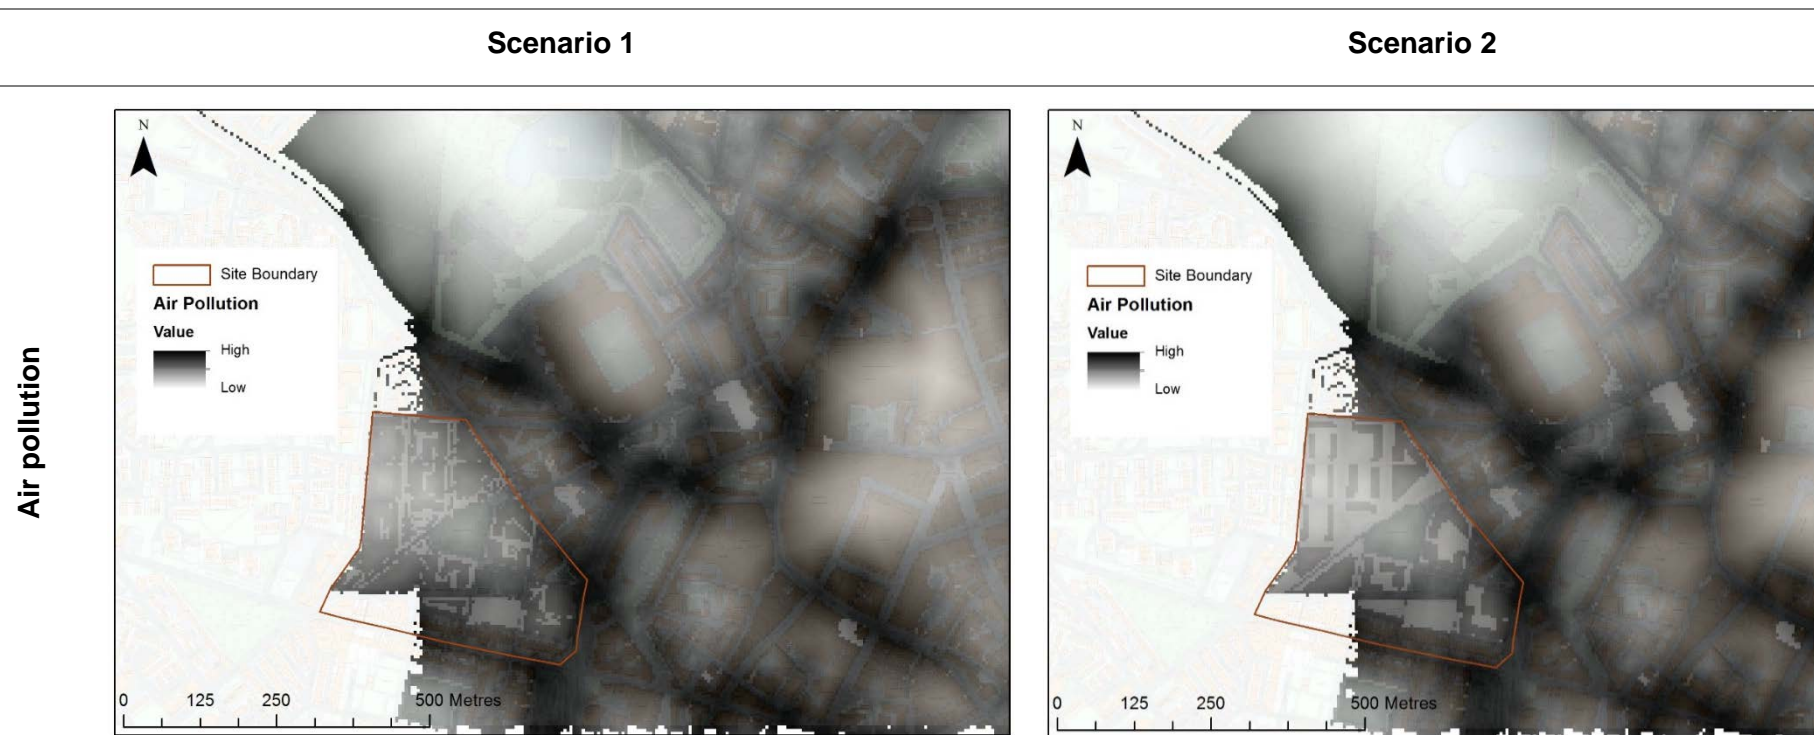 Scenario 1
Scenario 2
Air pollution
N
Site Boundary
Air Pollution
Value
High
Low
0 125 250 500 Metres
N
Site Boundary
Air Pollution
Value
High
Low
0 125 250 500 Metres